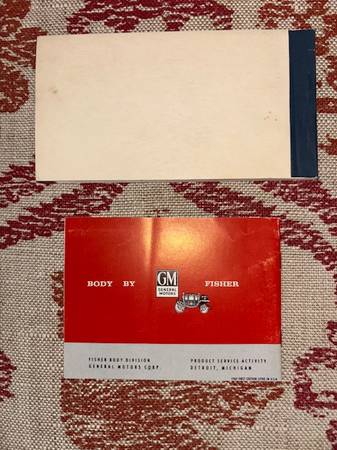 BODY BY GM FISHER
GENERAL MOTORS
FISHER BODY DIVISION PRODUCT SERVICE ACTIVITY
GENERAL MOTORS CORP. DETROIT, MICHIGAN